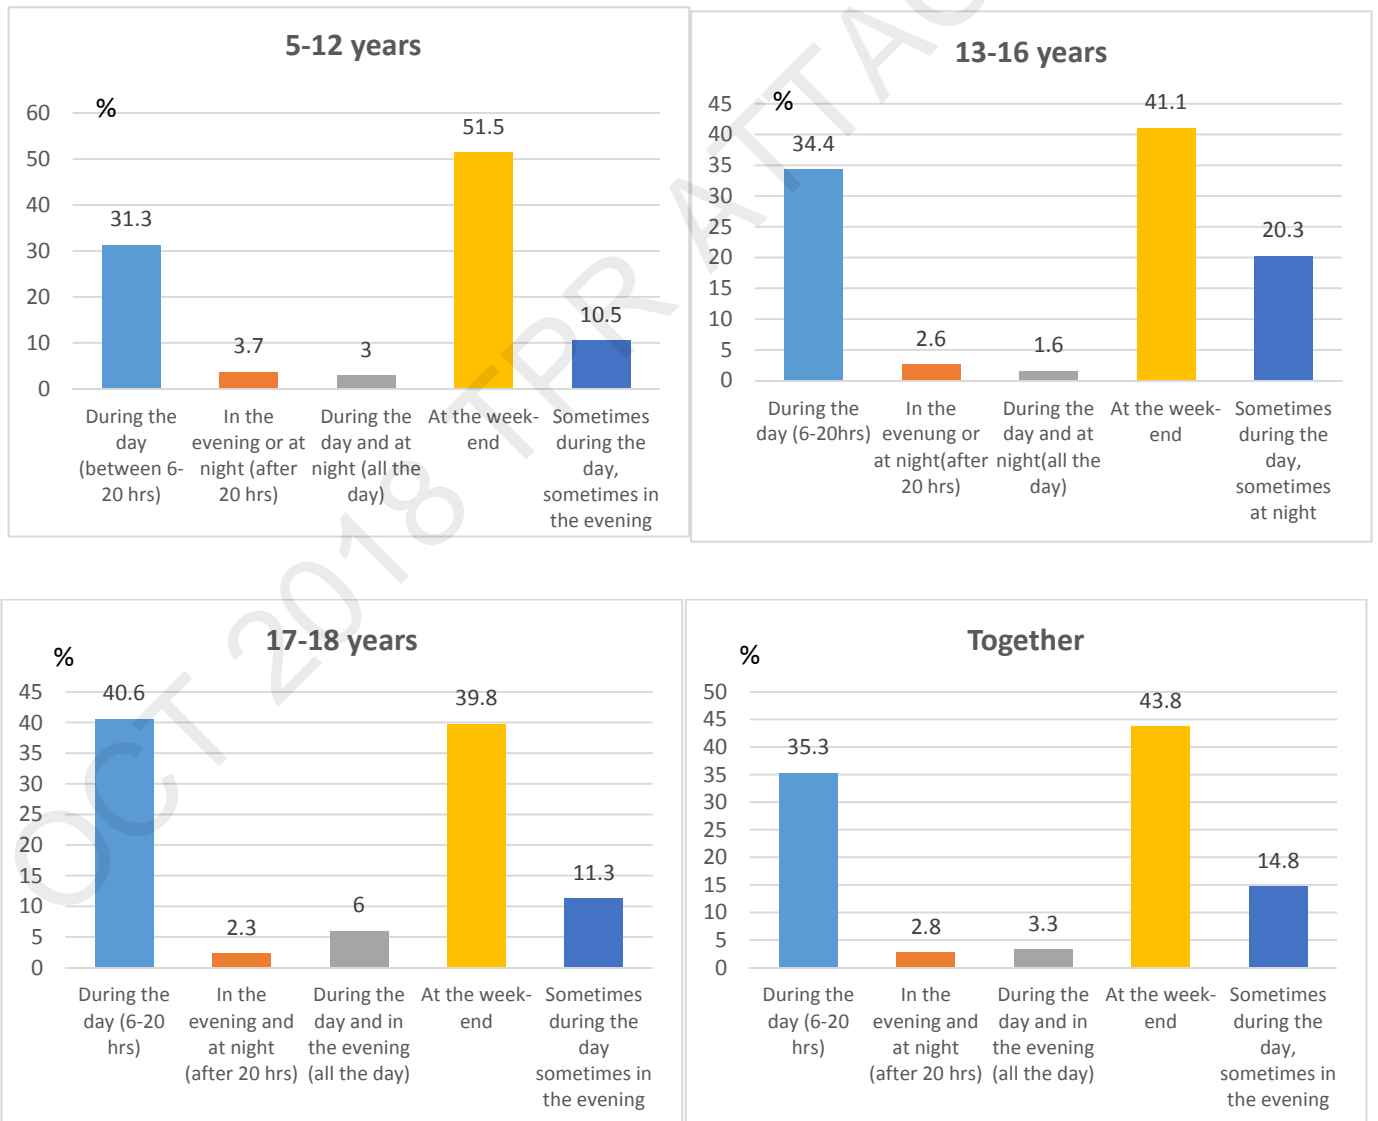 5-12 years
%
60
50
40
30
20
10
0
31.3
3.7
3
51.5
10.5
During the
day
(between 6-
20 hrs)
In the
evening or at
night (after
20 hrs)
During the
day and at
night (all the
day)
At the week-
end
Sometimes
during the
day,
sometimes in
the evening
13-16 years
%
45
40
35
30
25
20
15
10
5
0
34.4
2.6
1.6
41.1
20.3
During the
day (6-20hrs)
In the
evenung or
at night(after
20 hrs)
During the
day and at
night(all the
day)
At the week-
end
Sometimes
during the
day,
sometimes
at night
17-18 years
%
45
40
35
30
25
20
15
10
5
0
40.6
2.3
6
39.8
11.3
During the
day (6-20
hrs)
In the
evening and
at night
(after 20 hrs)
During the
day and in
the evening
(all the day)
At the week-
end
Sometimes
during the
day
sometimes in
the evening
Together
%
50
45
40
35
30
25
20
15
10
5
0
35.3
2.8
3.3
43.8
14.8
During the
day (6-20
hrs)
In the
evening and
at night
(after 20 hrs)
During the
day and in
the evening
(all the day)
At the week-
end
Sometimes
during the
day,
sometimes in
the evening
OCT 2018 TPR